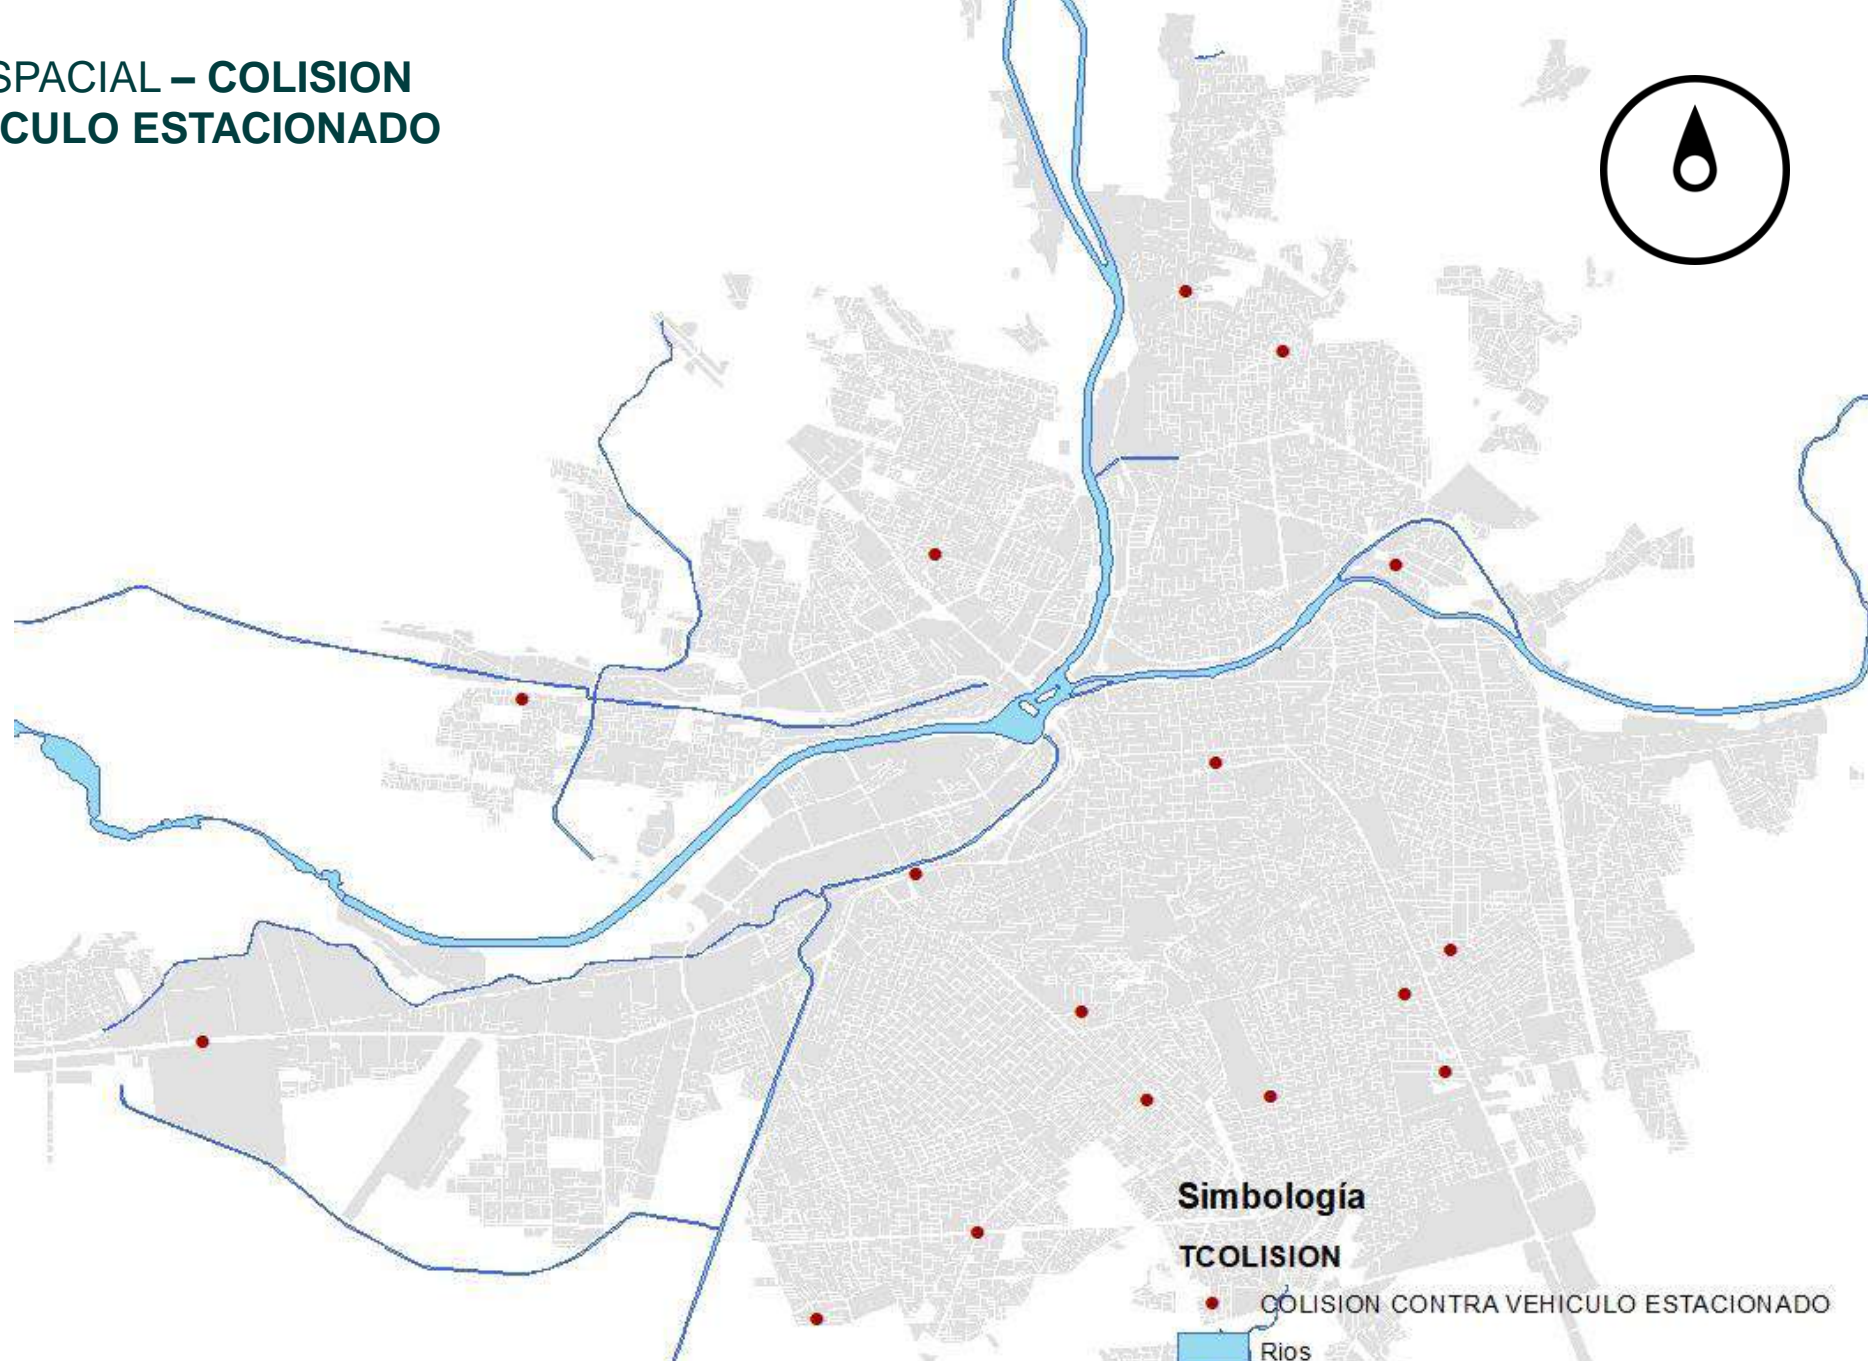 SPACIAL – COLISION
CULO ESTACIONADO
Simbología
TCOLISION
COLISION CONTRA VEHICULO ESTACIONADO
Rios